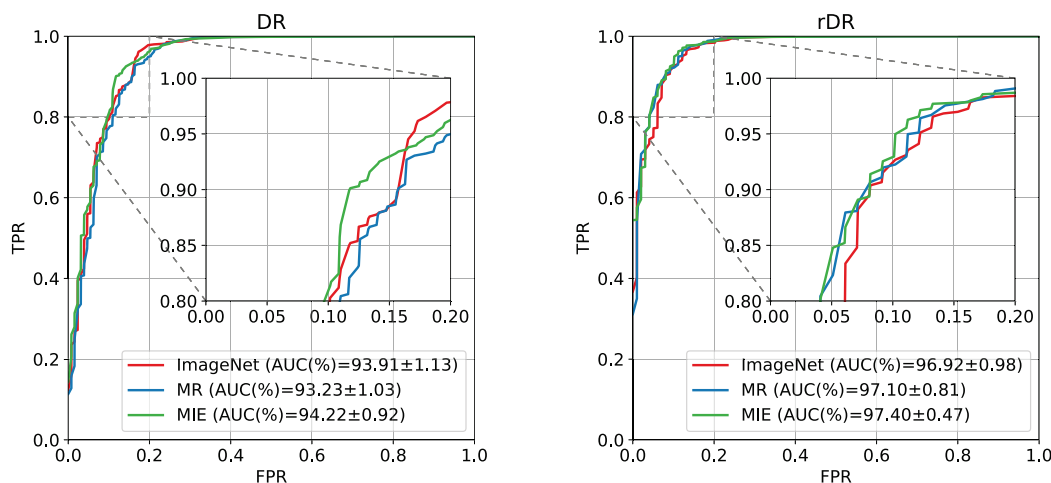 DR
1.0
0.8
0.6
0.4
0.2
0.0
TPR
1.00
0.95
0.90
0.85
0.80
0.00 0.05 0.10 0.15 0.20
ImageNet (AUC(%)=93.91±1.13)
MR (AUC(%)=93.23±1.03)
MIE (AUC(%)=94.22±0.92)
0.0 0.2 0.4 0.6 0.8 1.0
FPR
rDR
1.0
0.8
0.6
0.4
0.2
0.0
TPR
1.00
0.95
0.90
0.85
0.80
0.00 0.05 0.10 0.15 0.20
ImageNet (AUC(%)=96.92±0.98)
MR (AUC(%)=97.10±0.81)
MIE (AUC(%)=97.40±0.47)
0.0 0.2 0.4 0.6 0.8 1.0
FPR